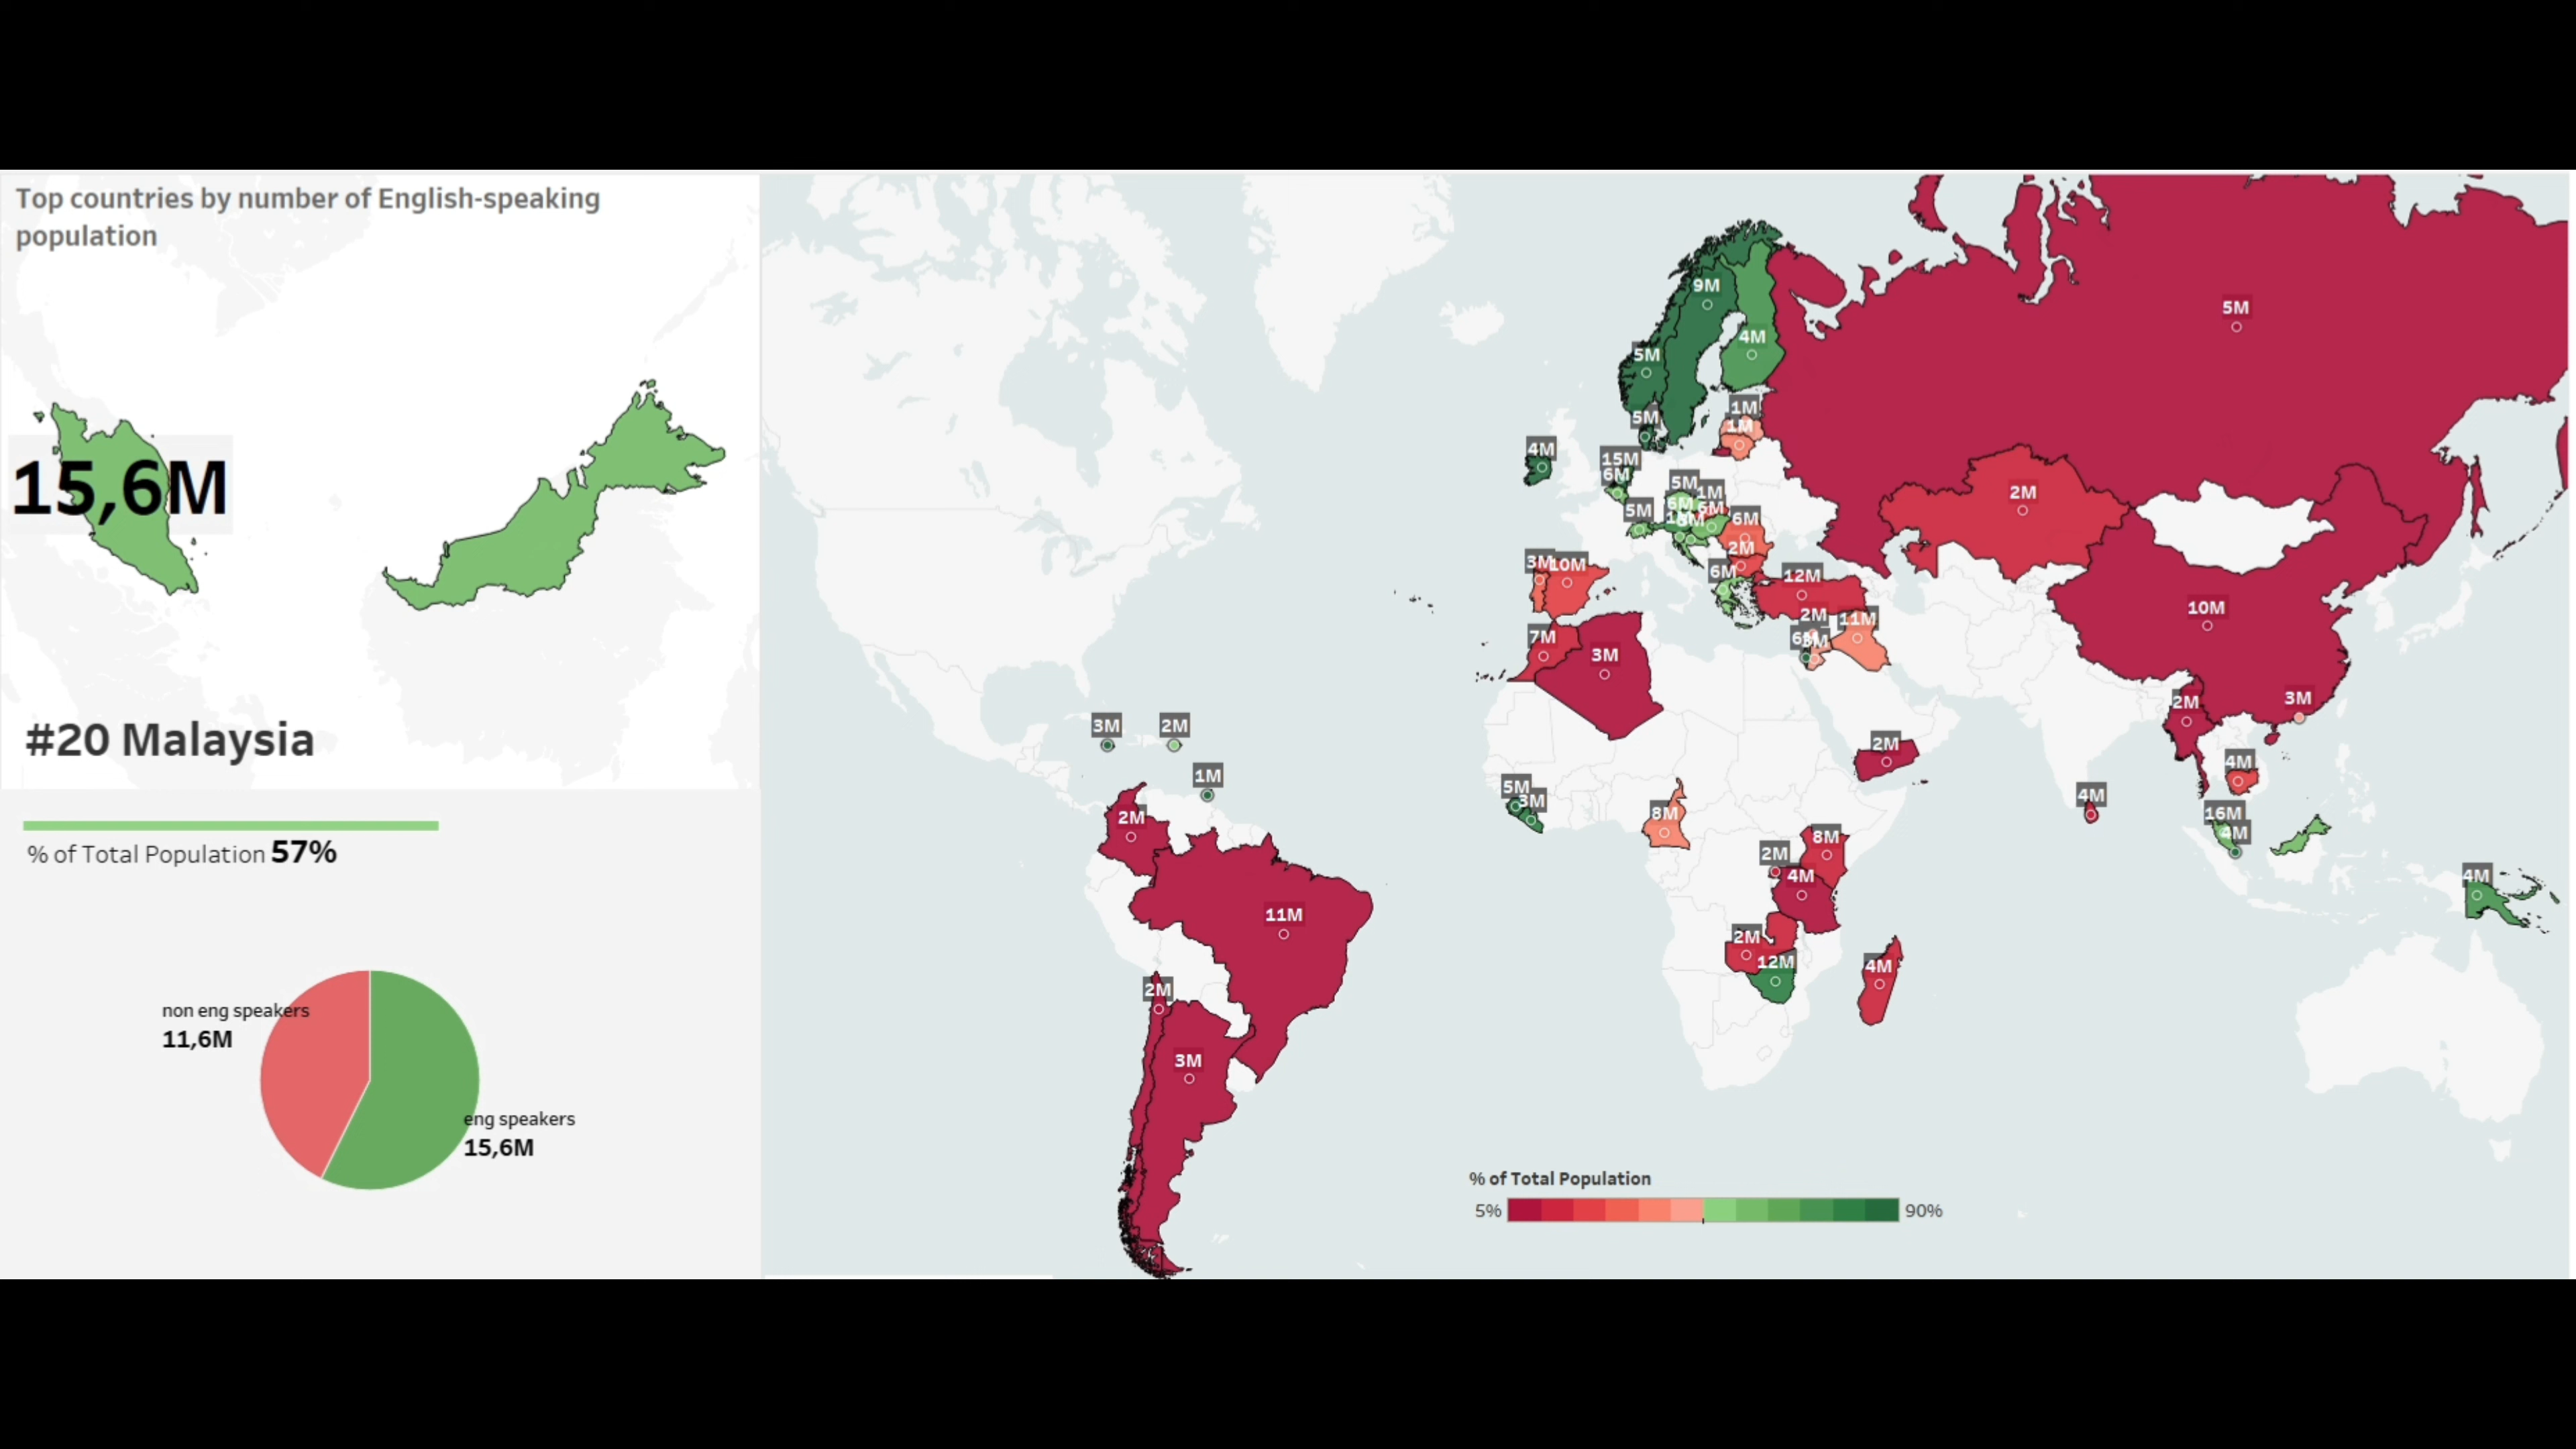 Top countries by number of English-speaking
population
15,6M
#20 Malaysia
% of Total Population 57%
non eng speakers
11,6M
eng speakers
15,6M
9M
5M
4M
5M
5M
1M
1M
4M
15M
6M
5M
1M
6M
6M
5M
6M
2M
2M
3M
10M
6M
12M
10M
2M
11M
7M
3M
2M
3M
3M
2M
2M
4M
1M
5M
3M
4M
8M
16M
4M
2M
8M
2M
4M
4M
11M
2M
12M
4M
2M
3M
% of Total Population
5%
90%